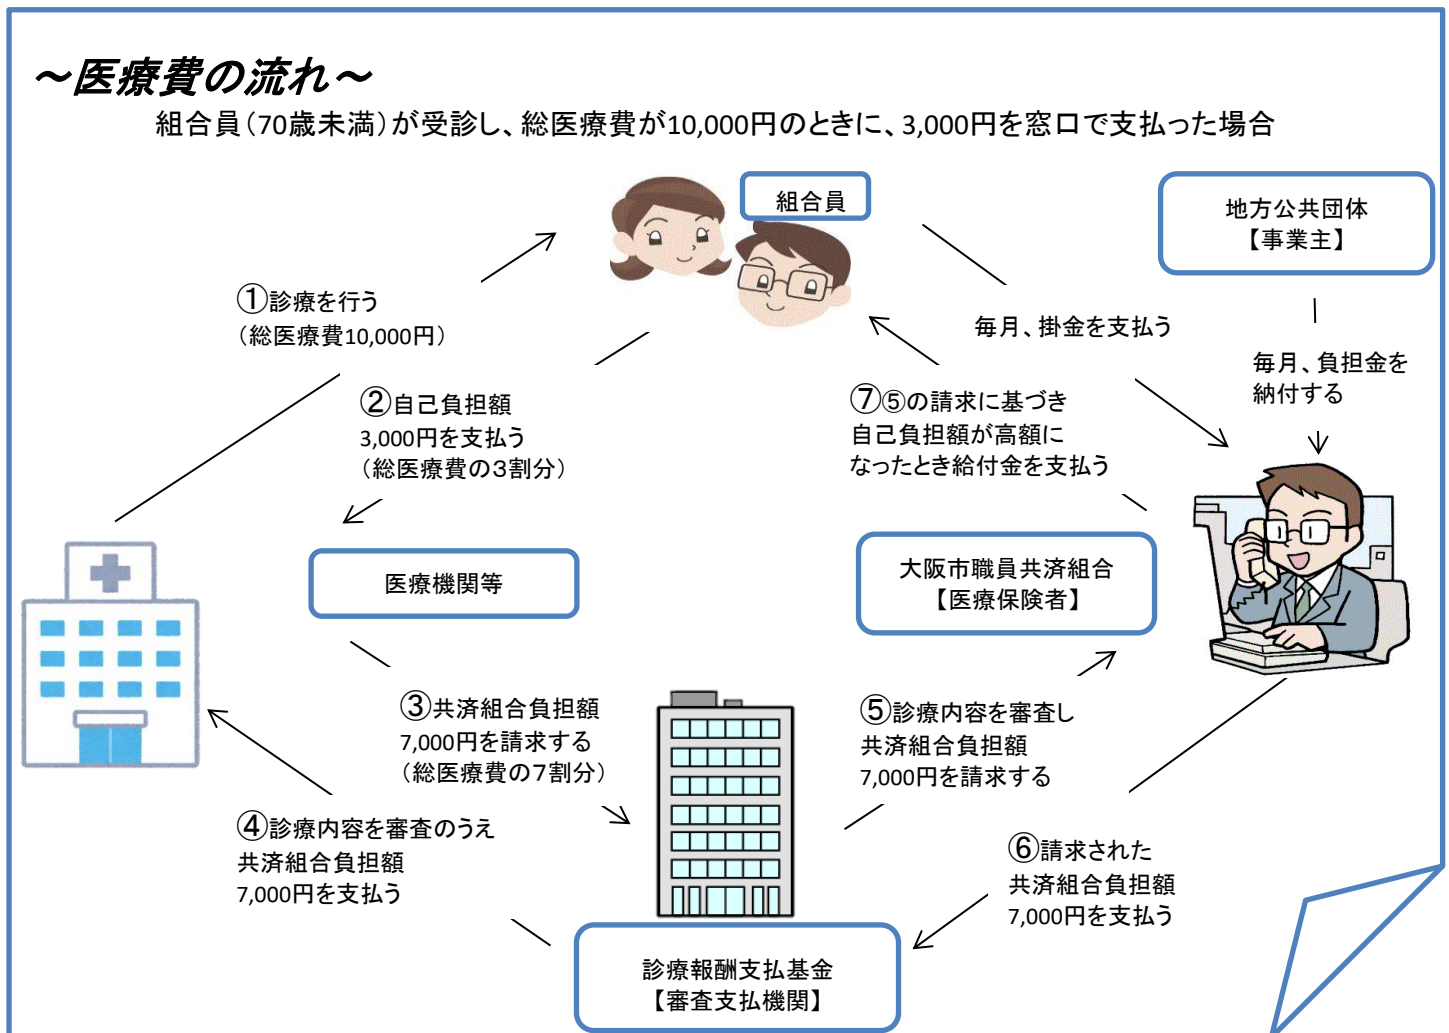 ～医療費の流れ～
組合員（70歳未満）が受診し、総医療費が10,000円のときに、3,000円を窓口で支払った場合
組合員
地方公共団体
【事業主】
①診療を行う
（総医療費10,000円）
毎月、掛金を支払う
毎月、負担金を
納付する
②自己負担額
3,000円を支払う
（総医療費の３割分）
⑦⑤の請求に基づき
自己負担額が高額に
なったとき給付金を支払う
医療機関等
大阪市職員共済組合
【医療保険者】
③共済組合負担額
7,000円を請求する
（総医療費の７割分）
⑤診療内容を審査し
共済組合負担額
7,000円を請求する
④診療内容を審査のうえ
共済組合負担額
7,000円を支払う
⑥請求された
共済組合負担額
7,000円を支払う
診療報酬支払基金
【審査支払機関】